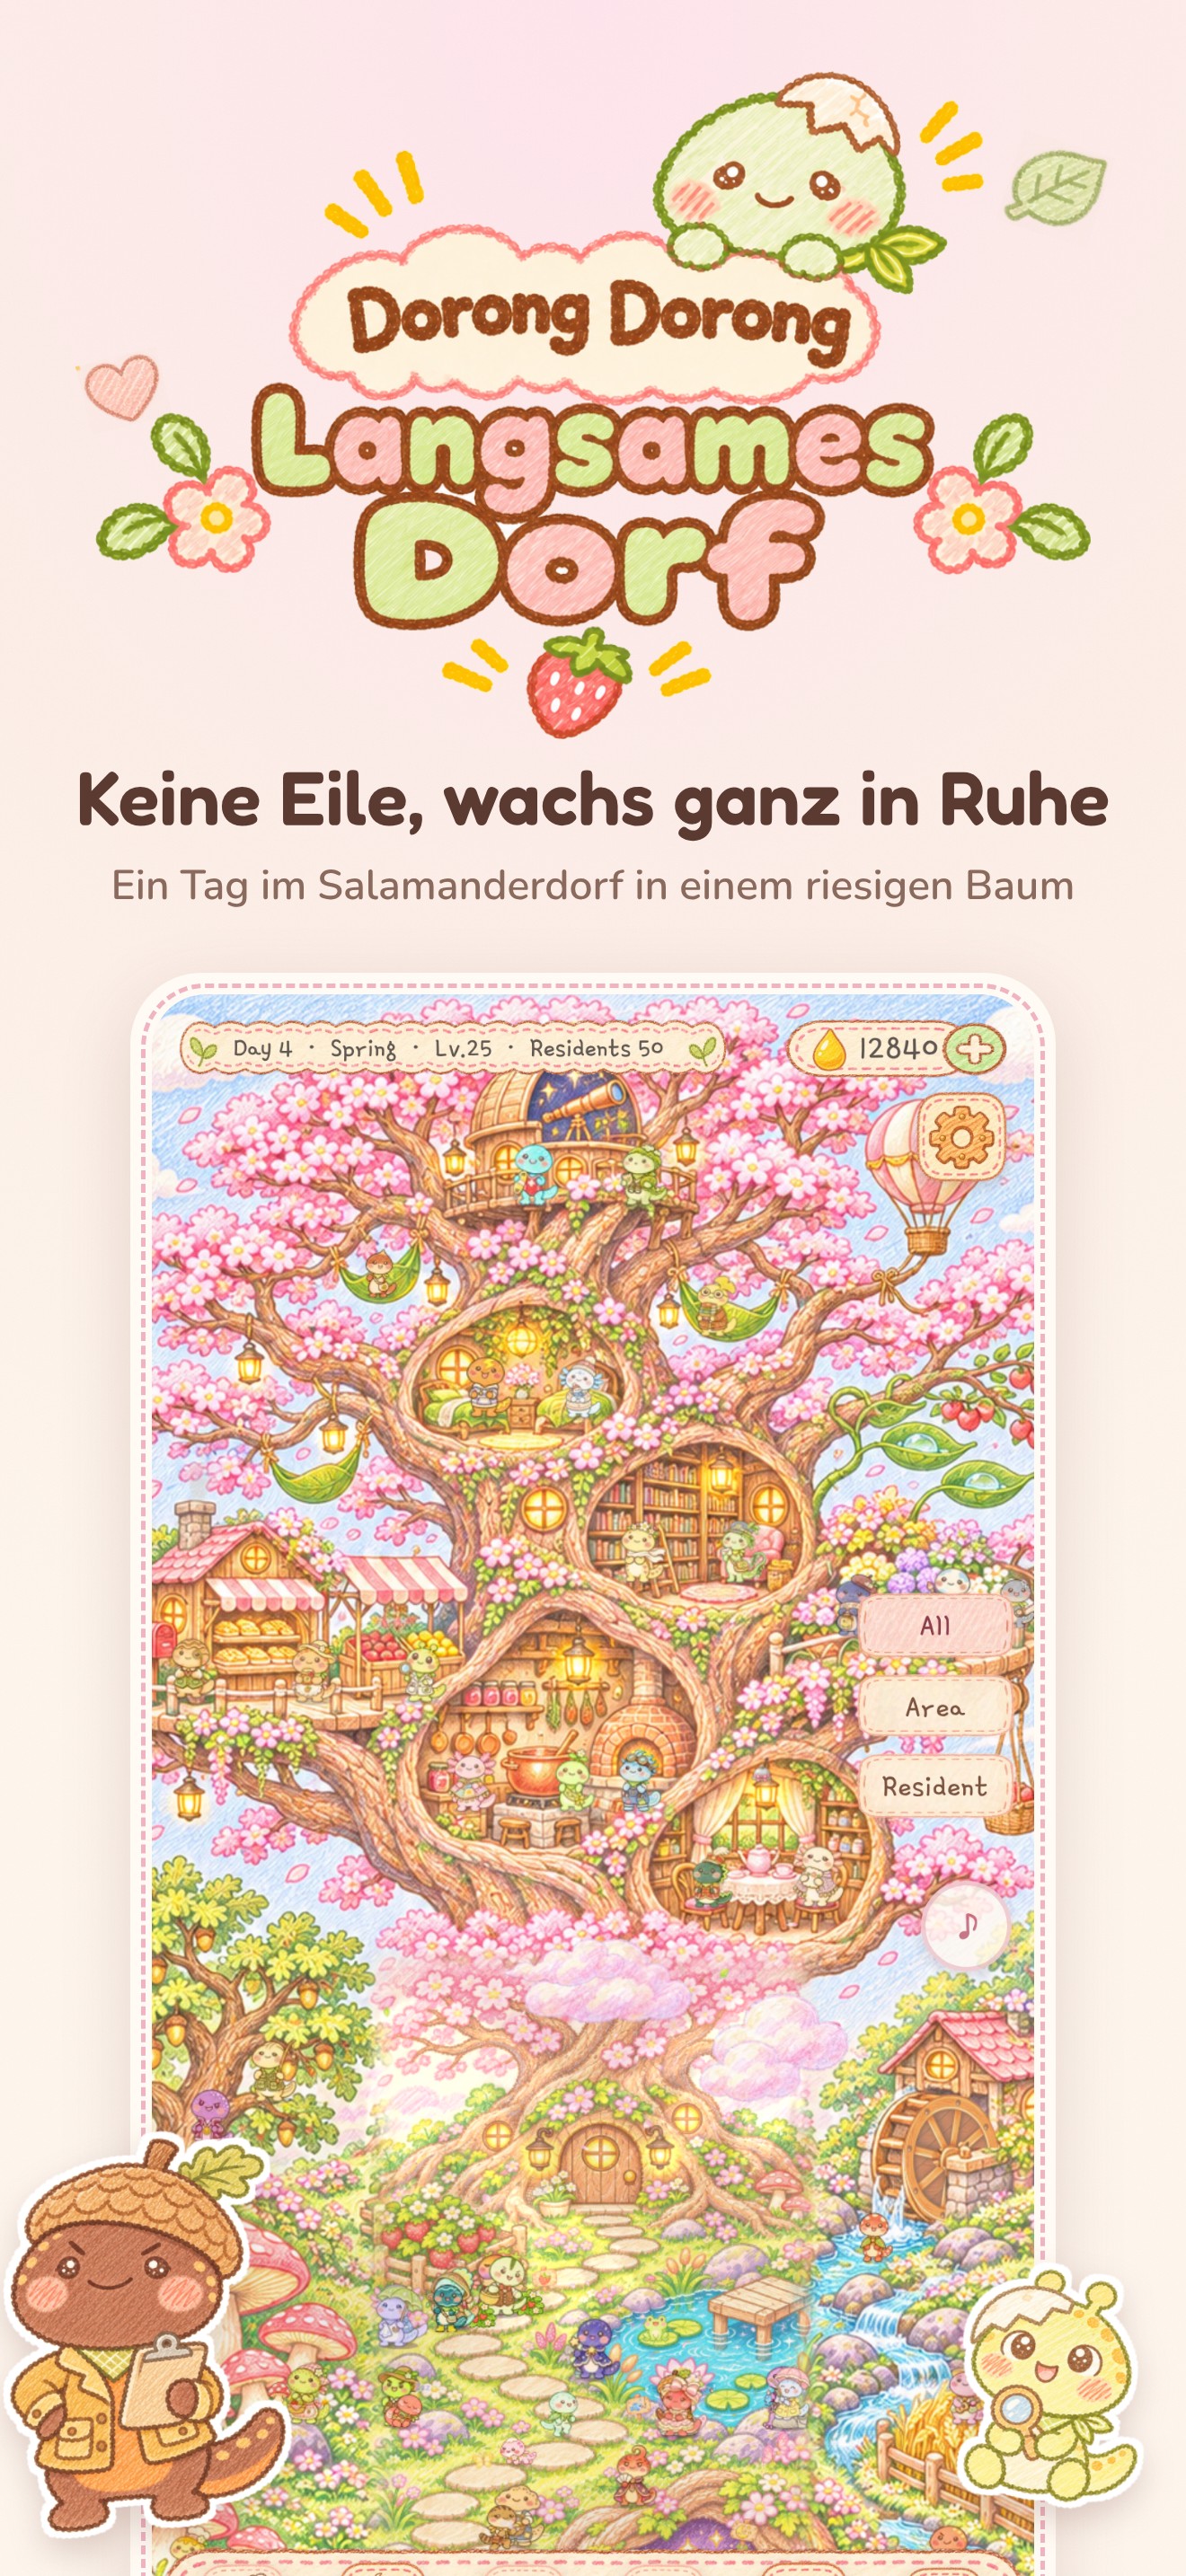 Dorong Dorong
Langsames
Dorf
Keine Eile, wachs ganz in Ruhe
Ein Tag im Salamanderdorf in einem riesigen Baum
Day 4 · Spring · Lv.25 · Residents 50
12840
All
Area
Resident